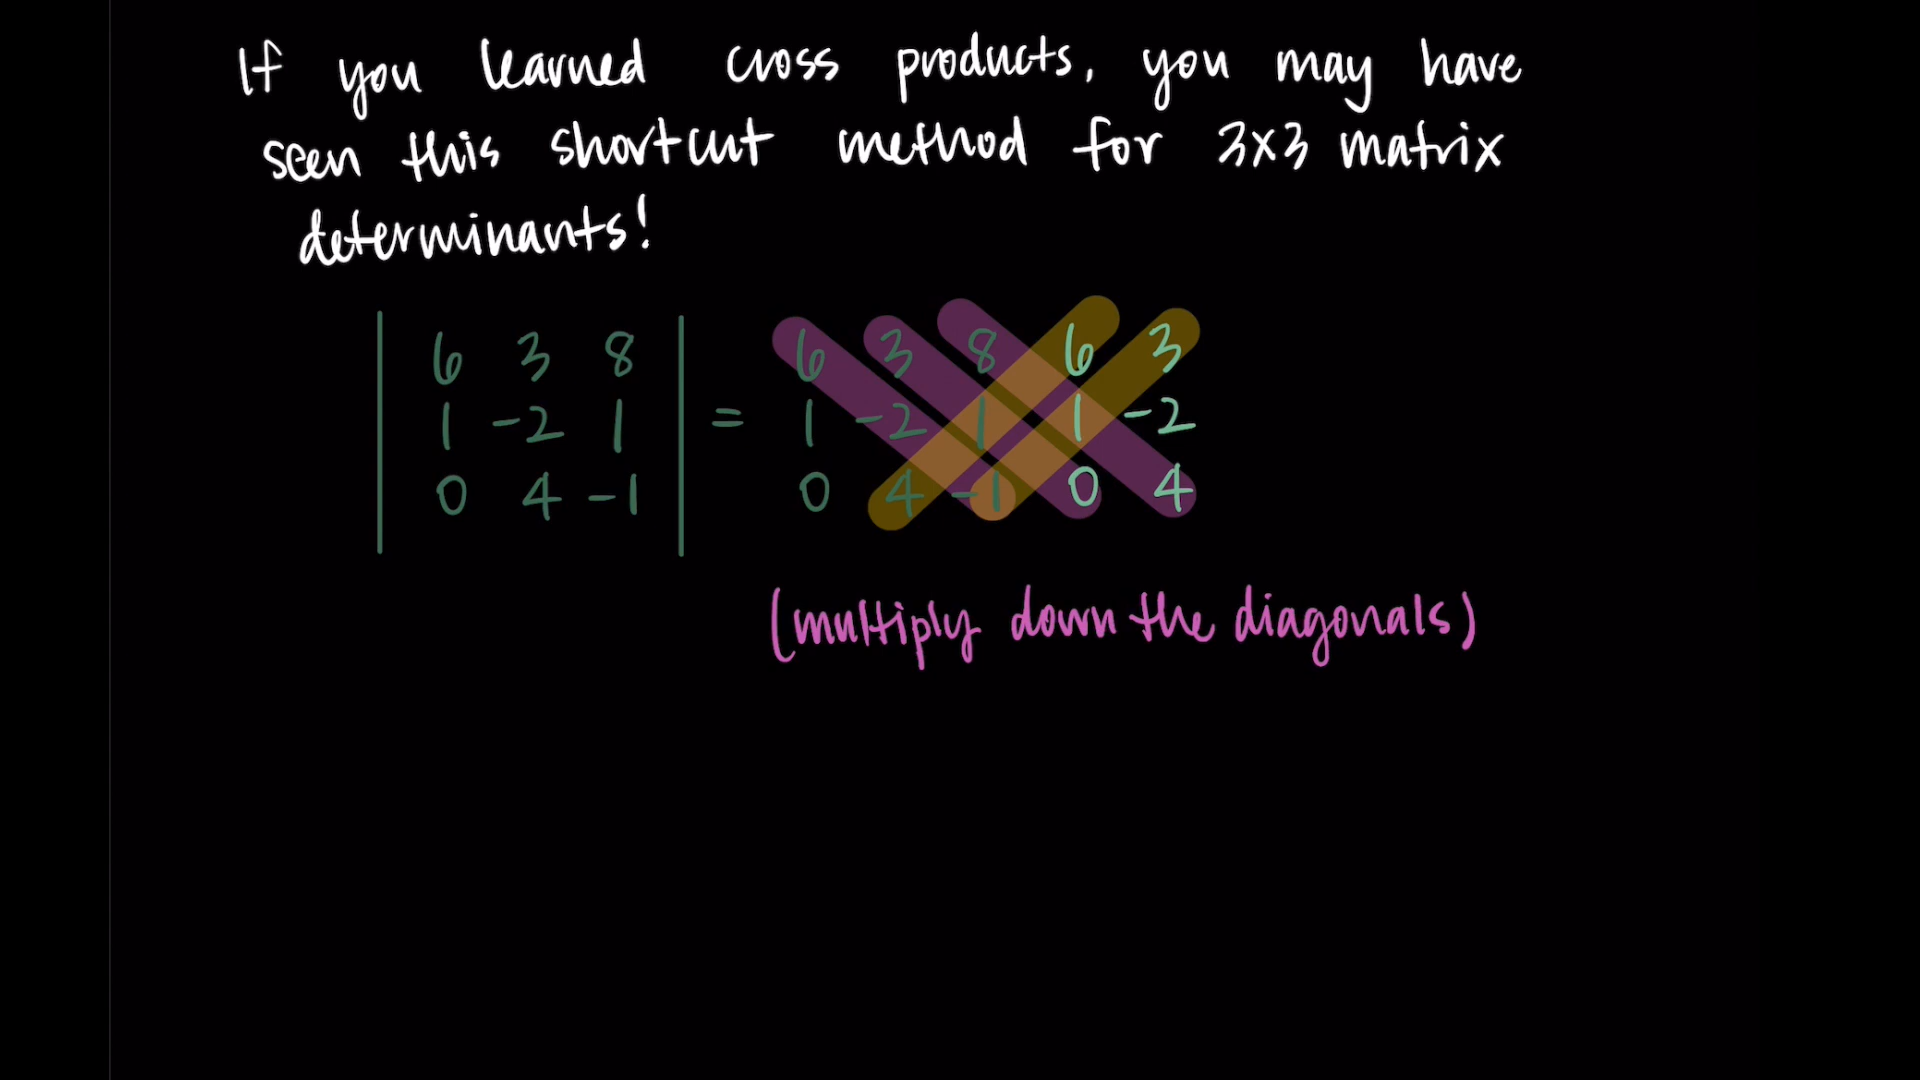 If you learned cross products, you may have
seen this shortcut method for 3x3 matrix
determinants!
| 6 3 8 | 6 3 8 6 3
| 1 -2 1 | = 1 -2 1 1 -2
| 0 4 -1 | 0 4 -1 0 4
(multiply down the diagonals)